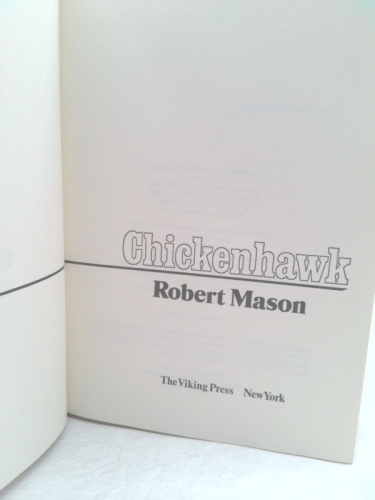 Chickenhawk
Robert Mason
The Viking Press New York